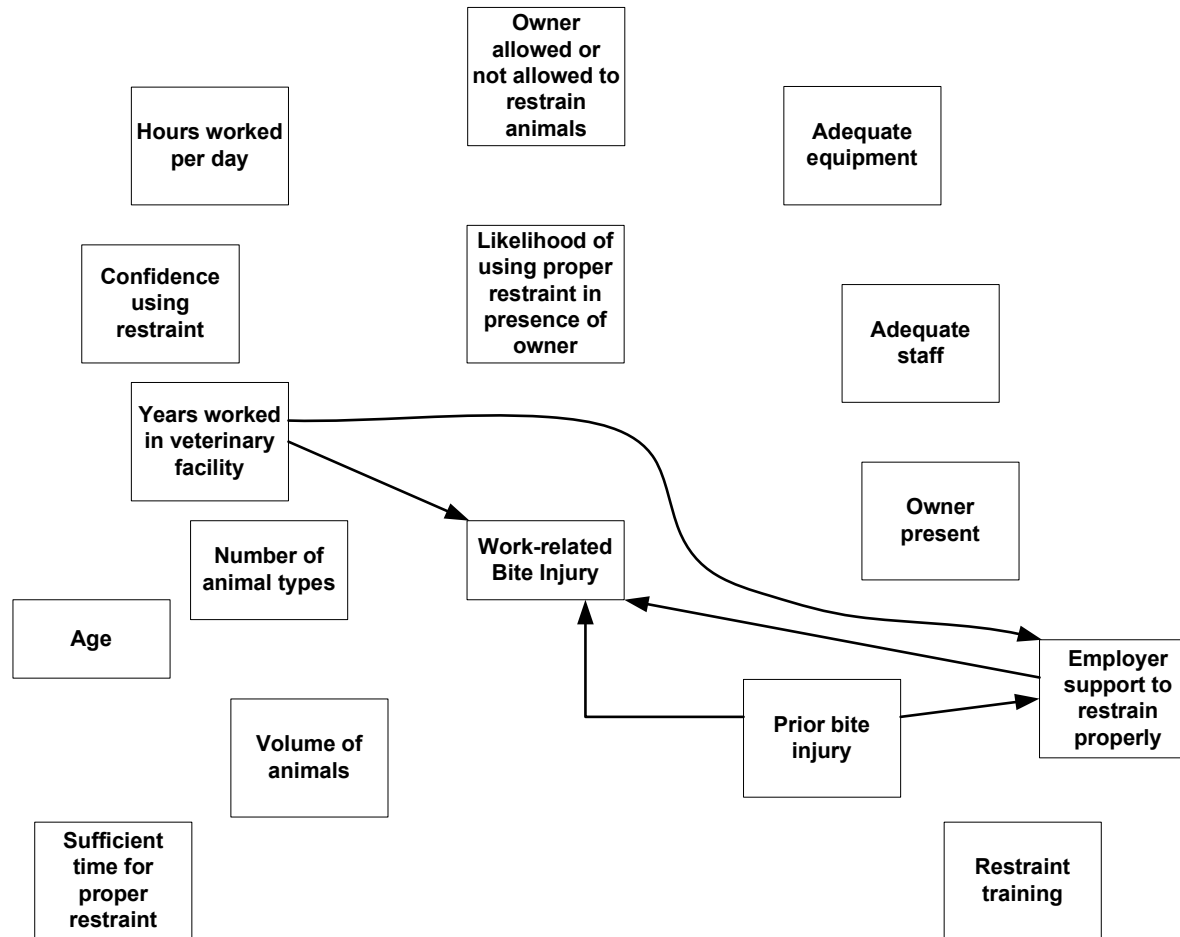 Owner
allowed or
not allowed to
restrain
animals
Hours worked
per day
Adequate
equipment
Likelihood of
using proper
restraint in
presence of
owner
Confidence
using
restraint
Adequate
staff
Years worked
in veterinary
facility
Owner
present
Work-related
Bite Injury
Number of
animal types
Age
Employer
support to
restrain
properly
Prior bite
injury
Volume of
animals
Sufficient
time for
proper
restraint
Restraint
training